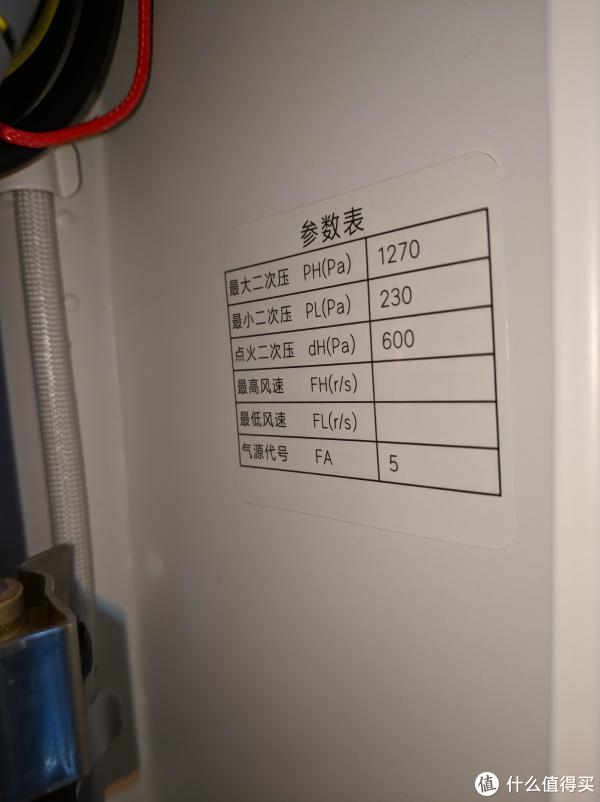 参数表
最大二次压 PH(Pa) 1270
最小二次压 PL(Pa) 230
点火二次压 dH(Pa) 600
最高风速 FH(r/s)
最低风速 FL(r/s)
气源代号 FA 5
值 什么值得买